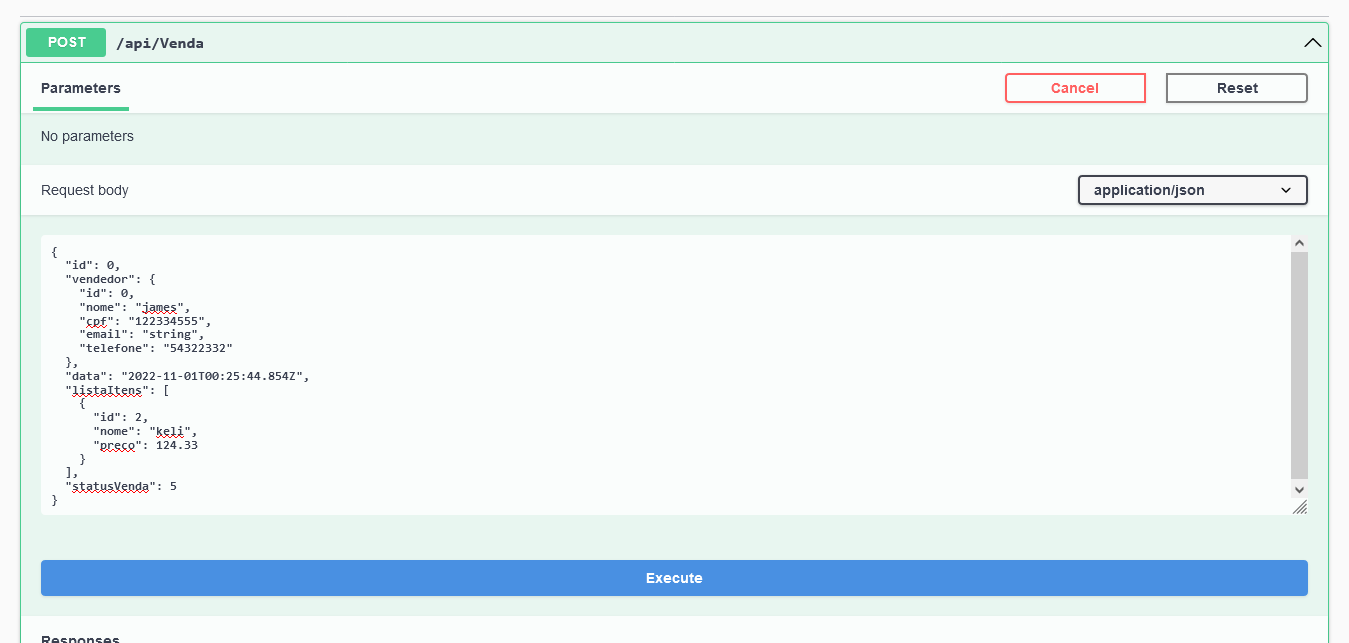 POST /api/Venda
Parameters
Cancel
Reset
No parameters
Request body
application/json
{
  "id": 0,
  "vendedor": {
    "id": 0,
    "nome": "james",
    "cpf": "122334555",
    "email": "string",
    "telefone": "54322332"
  },
  "data": "2022-11-01T00:25:44.854Z",
  "listaItens": [
    {
      "id": 2,
      "nome": "keli",
      "preco": 124.33
    }
  ],
  "statusVenda": 5
}
Execute
Responses